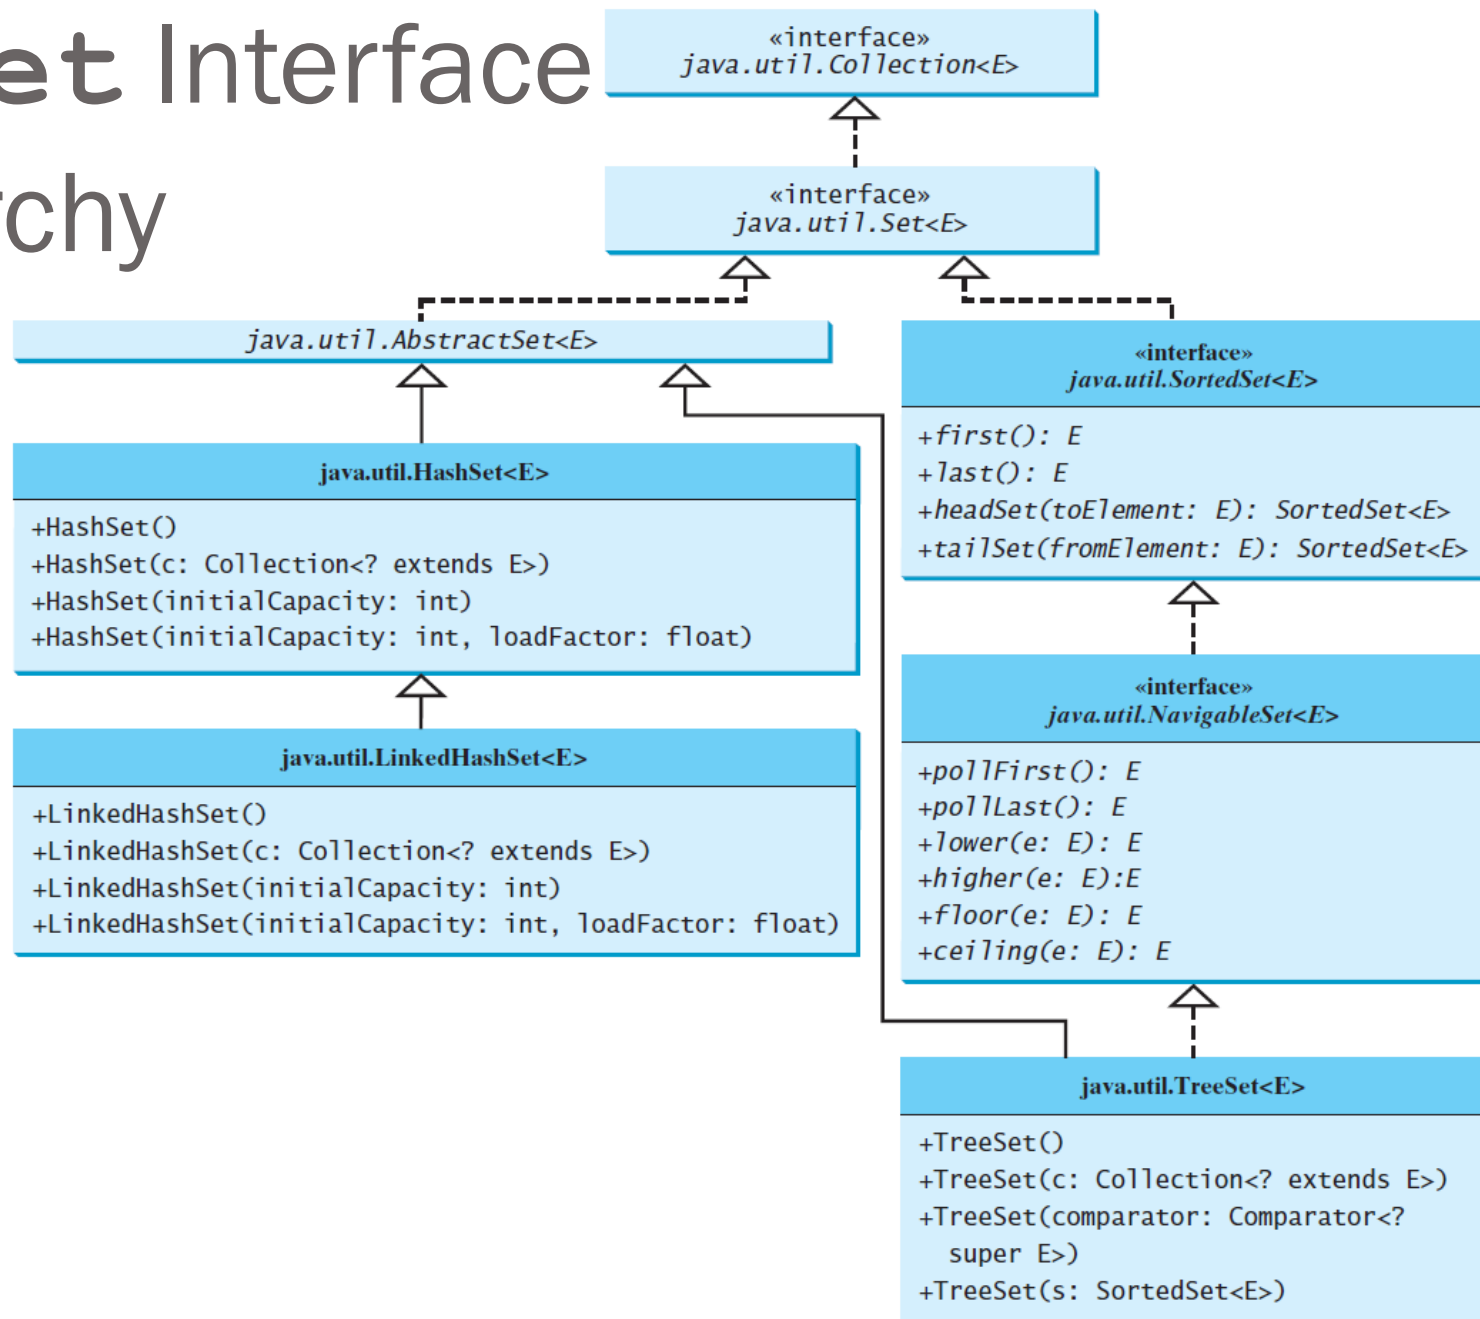 et Interface
rchy
«interface»
java.util.Collection<E>
«interface»
java.util.Set<E>
java.util.AbstractSet<E>
«interface»
java.util.SortedSet<E>
+first(): E
+last(): E
+headSet(toElement: E): SortedSet<E>
+tailSet(fromElement: E): SortedSet<E>
java.util.HashSet<E>
+HashSet()
+HashSet(c: Collection<? extends E>)
+HashSet(initialCapacity: int)
+HashSet(initialCapacity: int, loadFactor: float)
«interface»
java.util.NavigableSet<E>
+pollFirst(): E
+pollLast(): E
+lower(e: E): E
+higher(e: E):E
+floor(e: E): E
+ceiling(e: E): E
java.util.LinkedHashSet<E>
+LinkedHashSet()
+LinkedHashSet(c: Collection<? extends E>)
+LinkedHashSet(initialCapacity: int)
+LinkedHashSet(initialCapacity: int, loadFactor: float)
java.util.TreeSet<E>
+TreeSet()
+TreeSet(c: Collection<? extends E>)
+TreeSet(comparator: Comparator<?
super E>)
+TreeSet(s: SortedSet<E>)